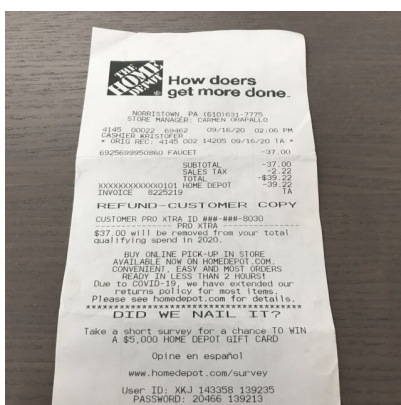 THE
HOME
DEPOT
How doers
get more done.
NORRISTOWN, PA (610)631-7775
STORE MANAGER: CARMEN ORAPALLO
4145 00022 69462 09/16/20 02:06 PM
CASHIER KRISTOFER
* ORIG REC: 4145 002 14205 09/16/20 TA *
6925699950860 FAUCET -37.00
SUBTOTAL -37.00
SALES TAX -2.22
TOTAL -$39.22
XXXXXXXXXXXX0101 HOME DEPOT -39.22
INVOICE 8225219 TA
REFUND-CUSTOMER COPY
CUSTOMER PRO XTRA ID ###-###-8030
--------------- PRO XTRA ---------------
$37.00 will be removed from your total
qualifying spend in 2020.
BUY ONLINE PICK-UP IN STORE
AVAILABLE NOW ON HOMEDEPOT.COM.
CONVENIENT, EASY AND MOST ORDERS
READY IN LESS THAN 2 HOURS!
Due to COVID-19, we have extended our
returns policy for most items.
Please see homedepot.com for details.
****************************************
DID WE NAIL IT?
Take a short survey for a chance TO WIN
A $5,000 HOME DEPOT GIFT CARD
Opine en español
www.homedepot.com/survey
User ID: XKJ 143358 139235
PASSWORD: 20466 139213